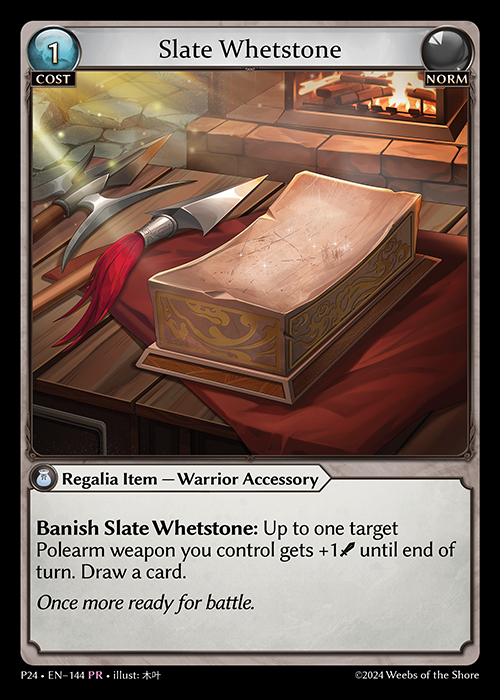 1
Slate Whetstone
COST
NORM
Regalia Item — Warrior Accessory
Banish Slate Whetstone: Up to one target
Polearm weapon you control gets +1 until end of
turn. Draw a card.
Once more ready for battle.
P24 • EN-144 PR • illust: 木叶
©2024 Weebs of the Shore